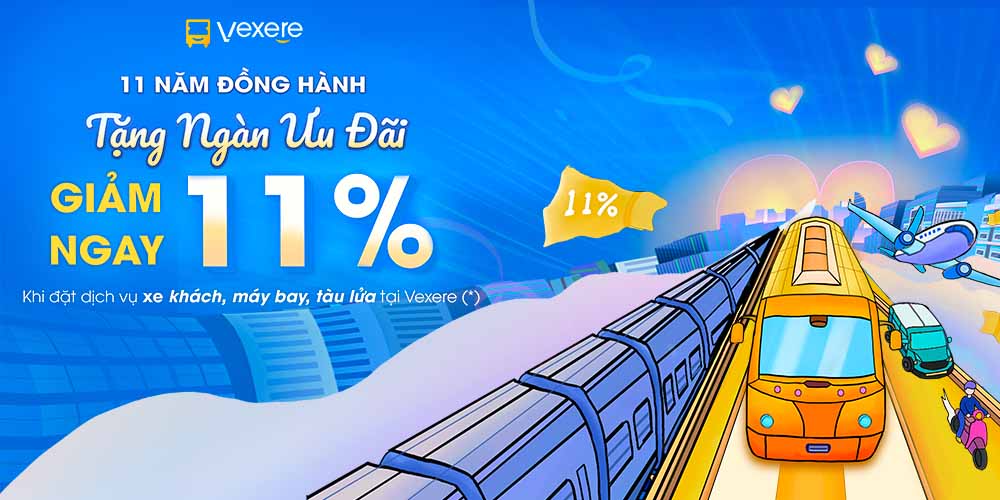 Vexere
11 NĂM ĐỒNG HÀNH
Tặng Ngàn Ưu Đãi
GIẢM NGAY 11%
Khi đặt dịch vụ xe khách, máy bay, tàu lửa tại Vexere (*)
11%